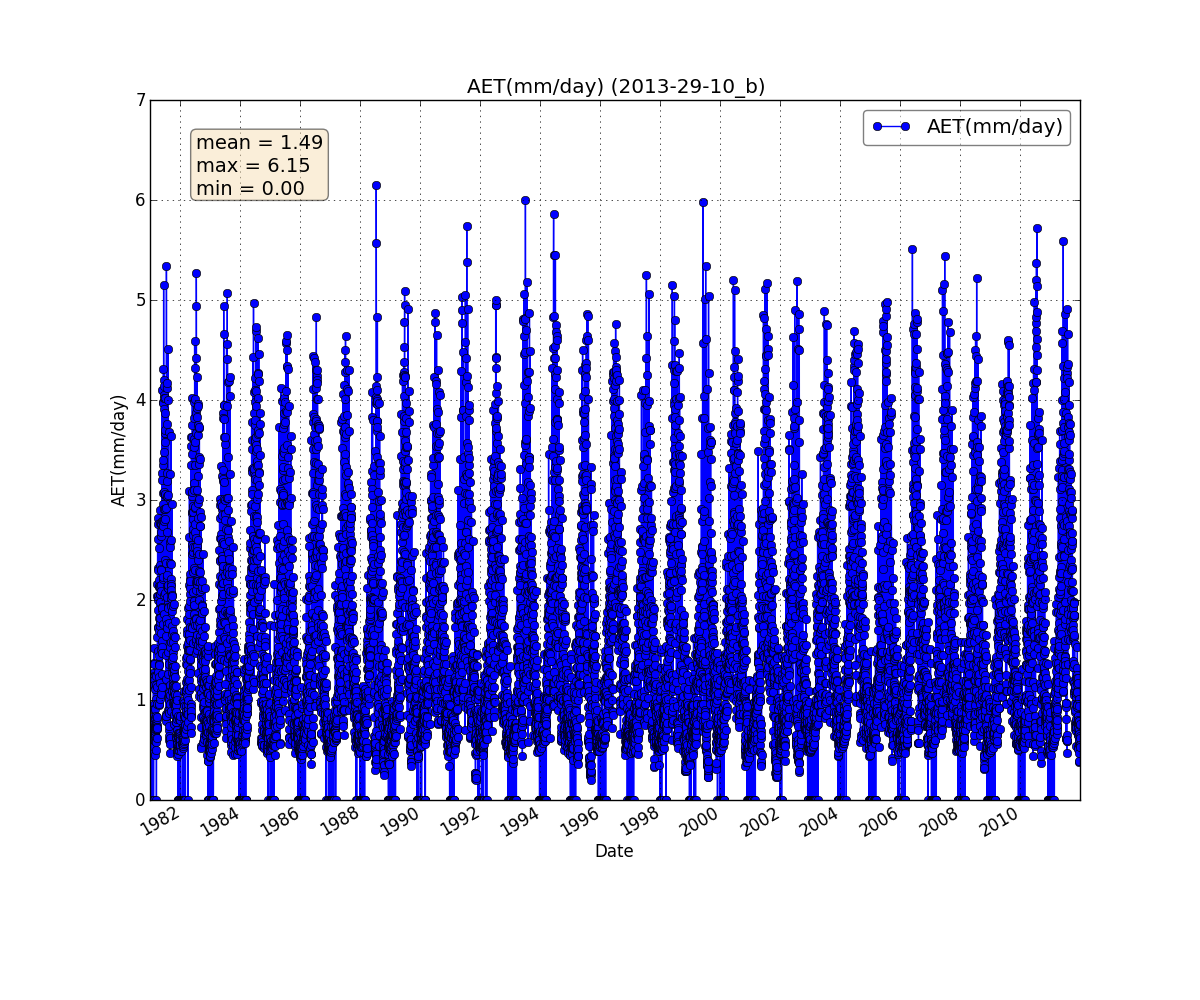 AET(mm/day) (2013-29-10_b)
mean = 1.49
max = 6.15
min = 0.00
AET(mm/day)
7
6
5
4
3
2
1
0
AET(mm/day)
1982 1984 1986 1988 1990 1992 1994 1996 1998 2000 2002 2004 2006 2008 2010
Date